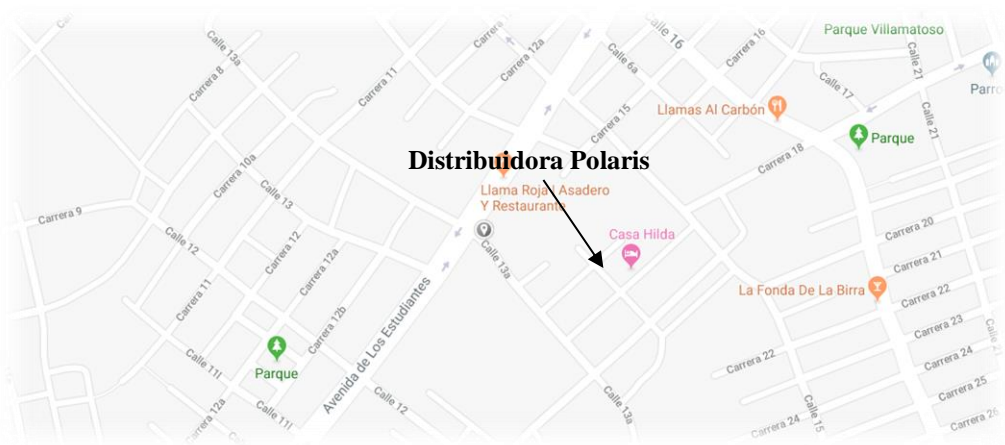 Calle 16
Parque Villamatoso
Calle 13a
Carrera 12a
Carrera 16
Calle 21
Carrera 8
Carrera 11
Calle 6a
Calle 17
Llamas Al Carbón
Carrera 15
Calle 21
Parque
Distribuidora Polaris
Carrera 18
Carrera 10a
Llama Roja | Asadero
Y Restaurante
Calle 13
Carrera 9
Carrera 20
Calle 12
Carrera 12
Casa Hilda
Calle 13a
Carrera 12a
Carrera 21
La Fonda De La Birra
Carrera 11
Carrera 22
Avenida de Los Estudiantes
Carrera 12b
Carrera 23
Calle 11I
Carrera 22
Carrera 24
Parque
Carrera 25
Calle 12
Calle 13a
Carrera 12a
Calle 11I
Calle 15
Carrera 24